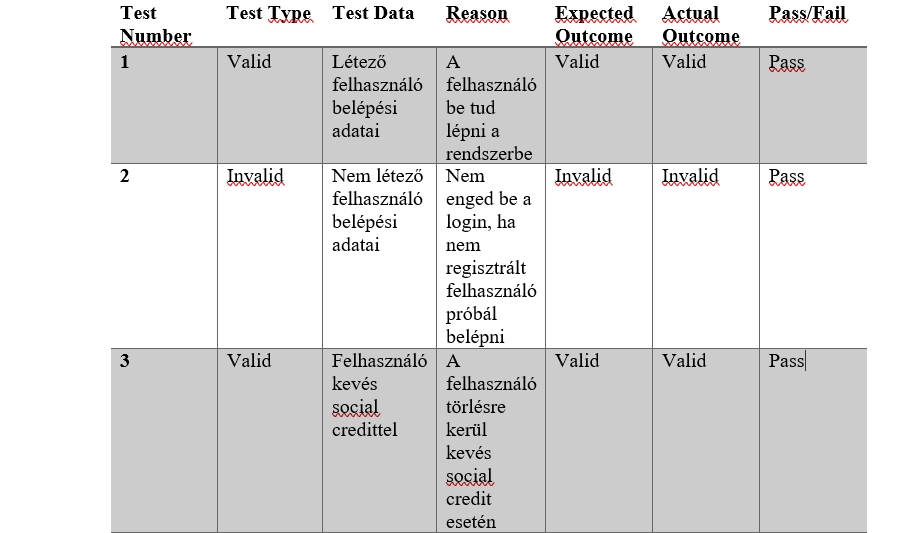 Test Number
Test Type
Test Data
Reason
Expected Outcome
Actual Outcome
Pass/Fail
1
Valid
Létező
felhasználó
belépési
adatai
A
felhasználó
be tud
lépni a
rendszerbe
Valid
Valid
Pass
2
Invalid
Nem létező
felhasználó
belépési
adatai
Nem
enged be a
login, ha
nem
regisztrált
felhasználó
próbál
belépni
Invalid
Invalid
Pass
3
Valid
Felhasználó
kevés
social
credittel
A
felhasználó
törlésre
kerül
kevés
social
credit
esetén
Valid
Valid
Pass